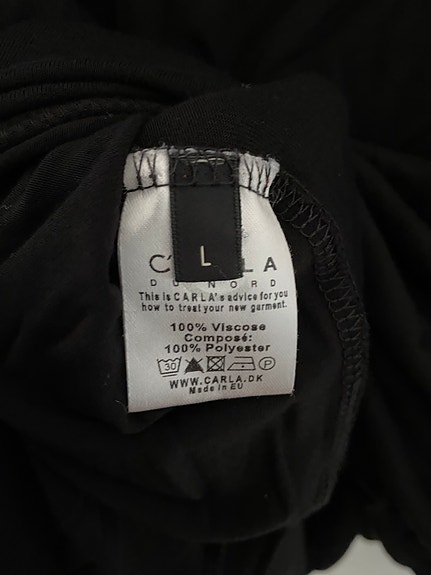 L
C LA
DU NORD
This is CARLA's advice for you
how to treat your new garment.
100% Viscose
Composé:
100% Polyester
30 P
WWW.CARLA.DK
Made in EU